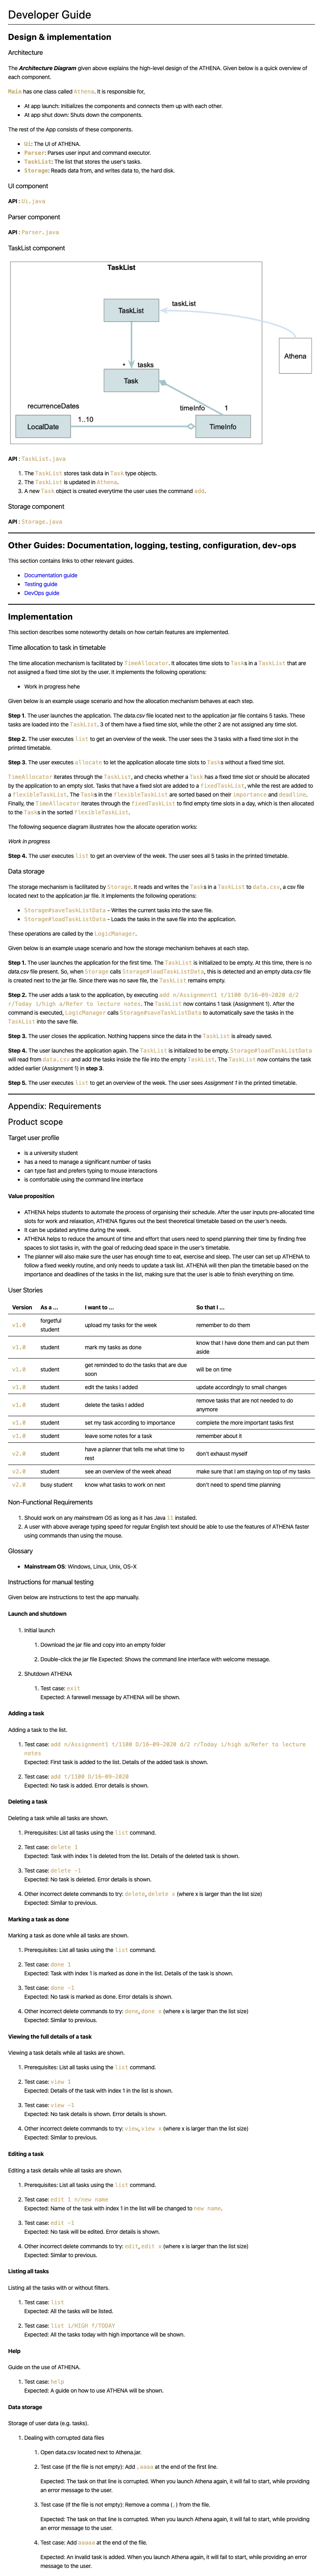 Developer Guide
Design & implementation
Architecture
The Architecture Diagram given above explains the high-level design of the ATHENA. Given below is a quick overview of
each component.
Main has one class called Athena. It is responsible for,
• At app launch: Initializes the components and connects them up with each other.
• At app shut down: Shuts down the components.
The rest of the App consists of these components.
• Ui: The UI of ATHENA.
• Parser: Parses user input and command executor.
• TaskList: The list that stores the user's tasks.
• Storage: Reads data from, and writes data to, the hard disk.
UI component
API : Ui.java
Parser component
API : Parser.java
TaskList component
TaskList
TaskList
taskList
Athena
* tasks
Task
recurrenceDates
timeInfo 1
LocalDate
1..10
TimeInfo
API : TaskList.java
1. The TaskList stores task data in Task type objects.
2. The TaskList is updated in Athena.
3. A new Task object is created everytime the user uses the command add.
Storage component
API : Storage.java
Other Guides: Documentation, logging, testing, configuration, dev-ops
This section contains links to other relevant guides.
• Documentation guide
• Testing guide
• DevOps guide
Implementation
This section describes some noteworthy details on how certain features are implemented.
Time allocation to task in timetable
The time allocation mechanism is facilitated by TimeAllocator. It allocates time slots to Tasks in a TaskList that are
not assigned a fixed time slot by the user. It implements the following operations:
• Work in progress hehe
Given below is an example usage scenario and how the allocation mechanism behaves at each step.
Step 1. The user launches the application. The data.csv file located next to the application jar file contains 5 tasks. These
tasks are loaded into the TaskList. 3 of them have a fixed time slot, while the other 2 are not assigned any time slot.
Step 2. The user executes list to get an overview of the week. The user sees the 3 tasks with a fixed time slot in the
printed timetable.
Step 3. The user executes allocate to let the application allocate time slots to Tasks without a fixed time slot.
TimeAllocator iterates through the TaskList, and checks whether a Task has a fixed time slot or should be allocated
by the application to an empty slot. Tasks that have a fixed slot are added to a fixedTaskList, while the rest are added to
a flexibleTaskList. The Tasks in the flexibleTaskList are sorted based on their importance and deadline.
Finally, the TimeAllocator iterates through the fixedTaskList to find empty time slots in a day, which is then allocated
to the Tasks in the sorted flexibleTaskList.
The following sequence diagram illustrates how the allocate operation works:
Work in progress
Step 4. The user executes list to get an overview of the week. The user sees all 5 tasks in the printed timetable.
Data storage
The storage mechanism is facilitated by Storage. It reads and writes the Tasks in a TaskList to data.csv, a csv file
located next to the application jar file. It implements the following operations:
• Storage#saveTaskListData - Writes the current tasks into the save file.
• Storage#loadTaskListData - Loads the tasks in the save file into the application.
These operations are called by the LogicManager.
Given below is an example usage scenario and how the storage mechanism behaves at each step.
Step 1. The user launches the application for the first time. The TaskList is initialized to be empty. At this time, there is no
data.csv file present. So, when Storage calls Storage#loadTaskListData, this is detected and an empty data.csv file
is created next to the jar file. Since there was no save file, the TaskList remains empty.
Step 2. The user adds a task to the application, by executing add n/Assignment1 t/1100 D/16-09-2020 d/2
r/Today i/high a/Refer to lecture notes. The TaskList now contains 1 task (Assignment 1). After the
command is executed, LogicManager calls Storage#saveTaskListData to automatically save the tasks in the
TaskList into the save file.
Step 3. The user closes the application. Nothing happens since the data in the TaskList is already saved.
Step 4. The user launches the application again. The TaskList is initialized to be empty. Storage#loadTaskListData
will read from data.csv and add the tasks inside the file into the empty TaskList. The TaskList now contains the task
added earlier (Assignment 1) in step 3.
Step 5. The user executes list to get an overview of the week. The user sees Assignment 1 in the printed timetable.
Appendix: Requirements
Product scope
Target user profile
• is a university student
• has a need to manage a significant number of tasks
• can type fast and prefers typing to mouse interactions
• is comfortable using the command line interface
Value proposition
• ATHENA helps students to automate the process of organising their schedule. After the user inputs pre-allocated time
slots for work and relaxation, ATHENA figures out the best theoretical timetable based on the user's needs.
• It can be updated anytime during the week.
• ATHENA helps to reduce the amount of time and effort that users need to spend planning their time by finding free
spaces to slot tasks in, with the goal of reducing dead space in the user's timetable.
• The planner will also make sure the user has enough time to eat, exercise and sleep. The user can set up ATHENA to
follow a fixed weekly routine, and only needs to update a task list. ATHENA will then plan the timetable based on the
importance and deadlines of the tasks in the list, making sure that the user is able to finish everything on time.
User Stories
Version As a ... I want to ... So that I ...
v1.0 forgetful student upload my tasks for the week remember to do them
v1.0 student mark my tasks as done know that I have done them and can put them aside
v1.0 student get reminded to do the tasks that are due soon will be on time
v1.0 student edit the tasks I added update accordingly to small changes
v1.0 student delete the tasks I added remove tasks that are not needed to do anymore
v1.0 student set my task according to importance complete the more important tasks first
v1.0 student leave some notes for a task remember about it
v2.0 student have a planner that tells me what time to rest don't exhaust myself
v2.0 student see an overview of the week ahead make sure that I am staying on top of my tasks
v2.0 busy student know what tasks to work on next don't need to spend time planning
Non-Functional Requirements
1. Should work on any mainstream OS as long as it has Java 11 installed.
2. A user with above average typing speed for regular English text should be able to use the features of ATHENA faster
using commands than using the mouse.
Glossary
• Mainstream OS: Windows, Linux, Unix, OS-X
Instructions for manual testing
Given below are instructions to test the app manually.
Launch and shutdown
1. Initial launch
1. Download the jar file and copy into an empty folder
2. Double-click the jar file Expected: Shows the command line interface with welcome message.
2. Shutdown ATHENA
1. Test case: exit
Expected: A farewell message by ATHENA will be shown.
Adding a task
Adding a task to the list.
1. Test case: add n/Assignment1 t/1100 D/16-09-2020 d/2 r/Today i/high a/Refer to lecture
notes
Expected: First task is added to the list. Details of the added task is shown.
2. Test case: add t/1100 D/16-09-2020
Expected: No task is added. Error details is shown.
Deleting a task
Deleting a task while all tasks are shown.
1. Prerequisites: List all tasks using the list command.
2. Test case: delete 1
Expected: Task with index 1 is deleted from the list. Details of the deleted task is shown.
3. Test case: delete -1
Expected: No task is deleted. Error details is shown.
4. Other incorrect delete commands to try: delete, delete x (where x is larger than the list size)
Expected: Similar to previous.
Marking a task as done
Marking a task as done while all tasks are shown.
1. Prerequisites: List all tasks using the list command.
2. Test case: done 1
Expected: Task with index 1 is marked as done in the list. Details of the task is shown.
3. Test case: done -1
Expected: No task is marked as done. Error details is shown.
4. Other incorrect delete commands to try: done, done x (where x is larger than the list size)
Expected: Similar to previous.
Viewing the full details of a task
Viewing a task details while all tasks are shown.
1. Prerequisites: List all tasks using the list command.
2. Test case: view 1
Expected: Details of the task with index 1 in the list is shown.
3. Test case: view -1
Expected: No task details is shown. Error details is shown.
4. Other incorrect delete commands to try: view, view x (where x is larger than the list size)
Expected: Similar to previous.
Editing a task
Editing a task details while all tasks are shown.
1. Prerequisites: List all tasks using the list command.
2. Test case: edit 1 n/new name
Expected: Name of the task with index 1 in the list will be changed to new name.
3. Test case: edit -1
Expected: No task will be edited. Error details is shown.
4. Other incorrect delete commands to try: edit, edit x (where x is larger than the list size)
Expected: Similar to previous.
Listing all tasks
Listing all the tasks with or without filters.
1. Test case: list
Expected: All the tasks will be listed.
2. Test case: list i/HIGH f/TODAY
Expected: All the tasks today with high importance will be shown.
Help
Guide on the use of ATHENA.
1. Test case: help
Expected: A guide on how to use ATHENA will be shown.
Data storage
Storage of user data (e.g. tasks).
1. Dealing with corrupted data files
1. Open data.csv located next to Athena.jar.
2. Test case (If the file is not empty): Add ,aaaa at the end of the first line.
Expected: The task on that line is corrupted. When you launch Athena again, it will fail to start, while providing
an error message to the user.
3. Test case (If the file is not empty): Remove a comma (,) from the file.
Expected: The task on that line is corrupted. When you launch Athena again, it will fail to start, while providing
an error message to the user.
4. Test case: Add aaaaa at the end of the file.
Expected: An invalid task is added. When you launch Athena again, it will fail to start, while providing an error
message to the user.